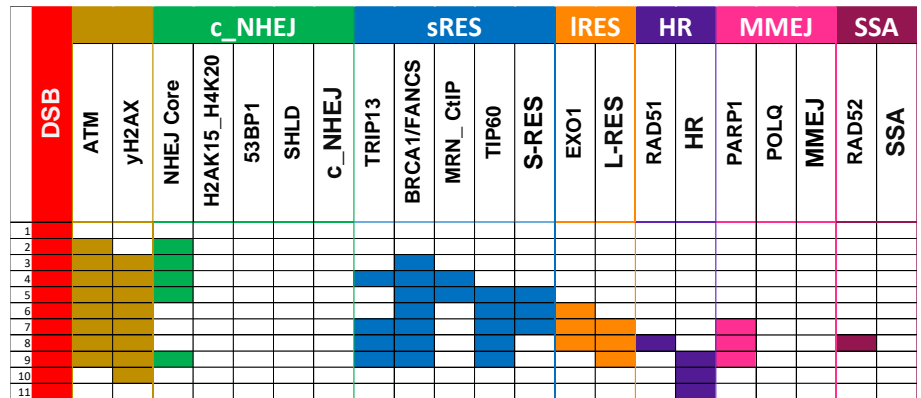 c_NHEJ sRES lRES HR MMEJ SSA
DSB
ATM
yH2AX
NHEJ Core
H2AK15_H4K20
53BP1
SHLD
c_NHEJ
TRIP13
BRCA1/FANCS
MRN_ CtIP
TIP60
S-RES
EXO1
L-RES
RAD51
HR
PARP1
POLQ
MMEJ
RAD52
SSA
1
2
3
4
5
6
7
8
9
10
11